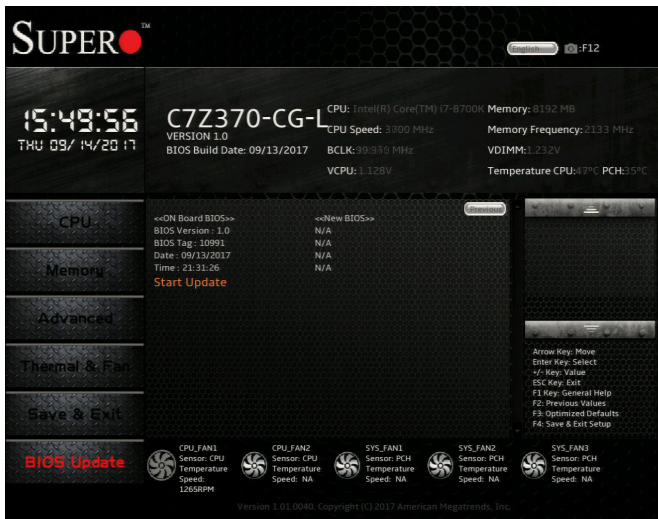 SUPER TM
English :F12
15:49:56
THU 09/ 14/2017
C7Z370-CG-L
VERSION 1.0
BIOS Build Date: 09/13/2017
CPU: Intel(R) Core(TM) i7-8700K
CPU Speed: 3700 MHz
BCLK:
VCPU: 1.128V
Memory: 8192 MB
Memory Frequency: 2133 MHz
VDIMM:1.232V
Temperature CPU:47°C PCH:35°C
CPU
Memory
Advanced
Thermal & Fan
Save & Exit
BIOS Update
Previous
<<ON Board BIOS>> <<New BIOS>>
BIOS Version : 1.0 N/A
BIOS Tag : 10991 N/A
Date : 09/13/2017 N/A
Time : 21:31:26 N/A
Start Update
Arrow Key: Move
Enter Key: Select
+/- Key: Value
ESC Key: Exit
F1 Key: General Help
F2: Previous Values
F3: Optimized Defaults
F4: Save & Exit Setup
CPU_FAN1
Sensor: CPU
Temperature
Speed:
1265RPM
CPU_FAN2
Sensor: CPU
Temperature
Speed: NA
SYS_FAN1
Sensor: PCH
Temperature
Speed: NA
SYS_FAN2
Sensor: PCH
Temperature
Speed: NA
SYS_FAN3
Sensor: PCH
Temperature
Speed: NA
Version 1.01.0040. Copyright (C) 2017 American Megatrends, Inc.